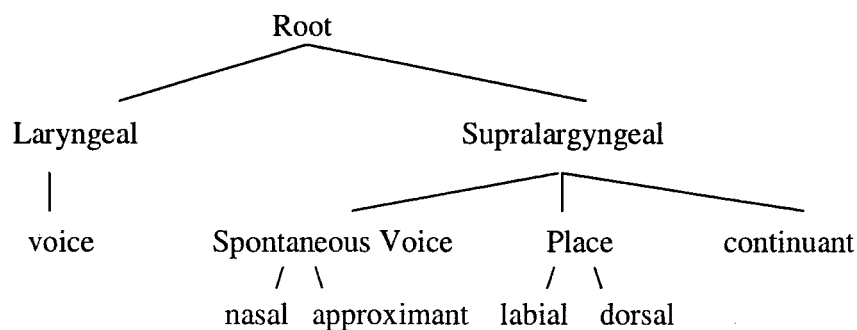 Root
Laryngeal Supralargyngeal
voice Spontaneous Voice Place continuant
nasal approximant labial dorsal